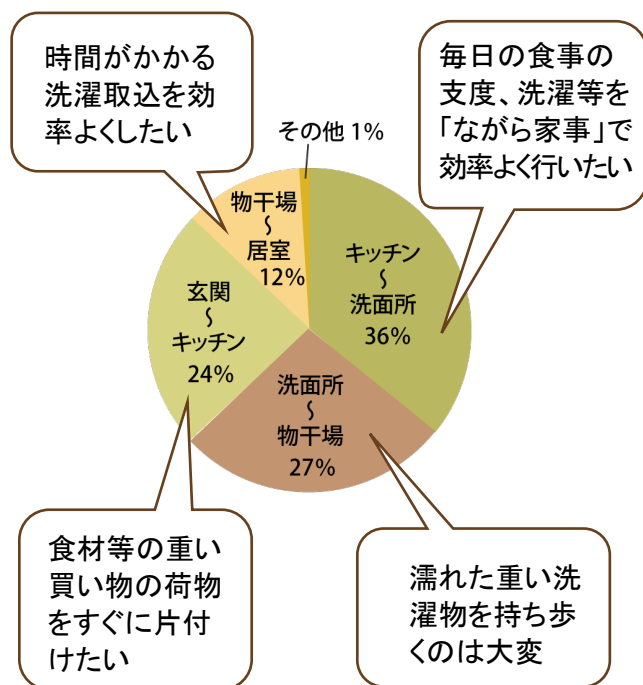 時間がかかる
洗濯取込を効
率よくしたい
毎日の食事の
支度、洗濯等を
「ながら家事」で
効率よく行いたい
その他 1%
物干場
〜
居室
12%
キッチン
〜
洗面所
36%
玄関
〜
キッチン
24%
洗面所
〜
物干場
27%
食材等の重い
買い物の荷物
をすぐに片付
けたい
濡れた重い洗
濯物を持ち歩
くのは大変